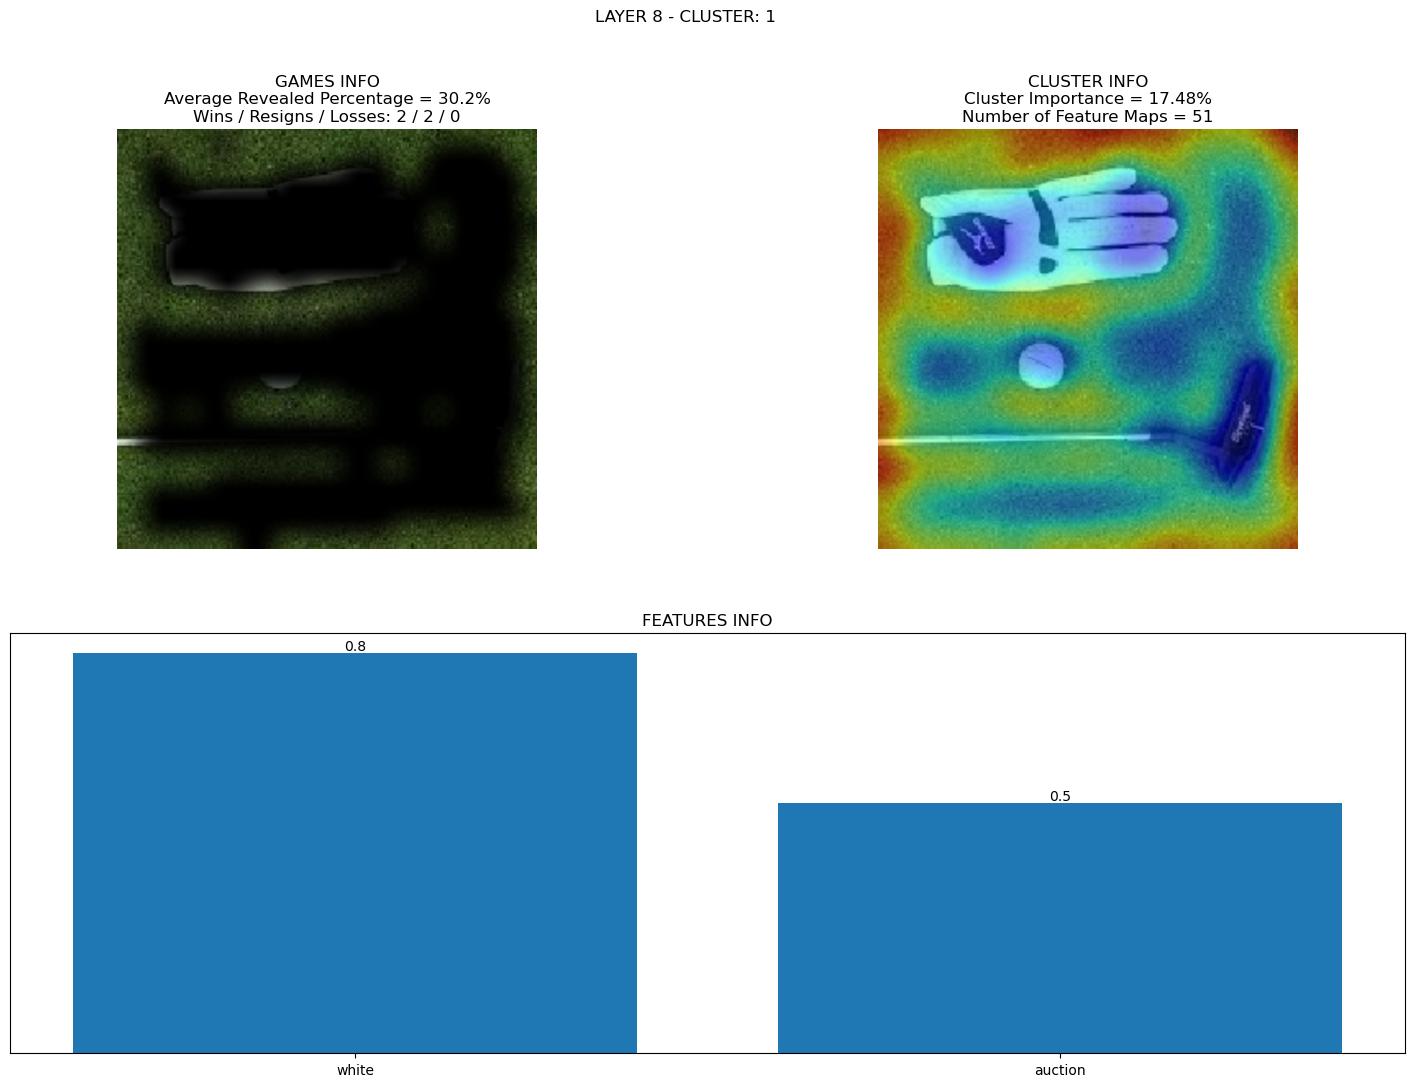 LAYER 8 - CLUSTER: 1
GAMES INFO
Average Revealed Percentage = 30.2%
Wins / Resigns / Losses: 2 / 2 / 0
CLUSTER INFO
Cluster Importance = 17.48%
Number of Feature Maps = 51
FEATURES INFO
0.8
0.5
white
auction